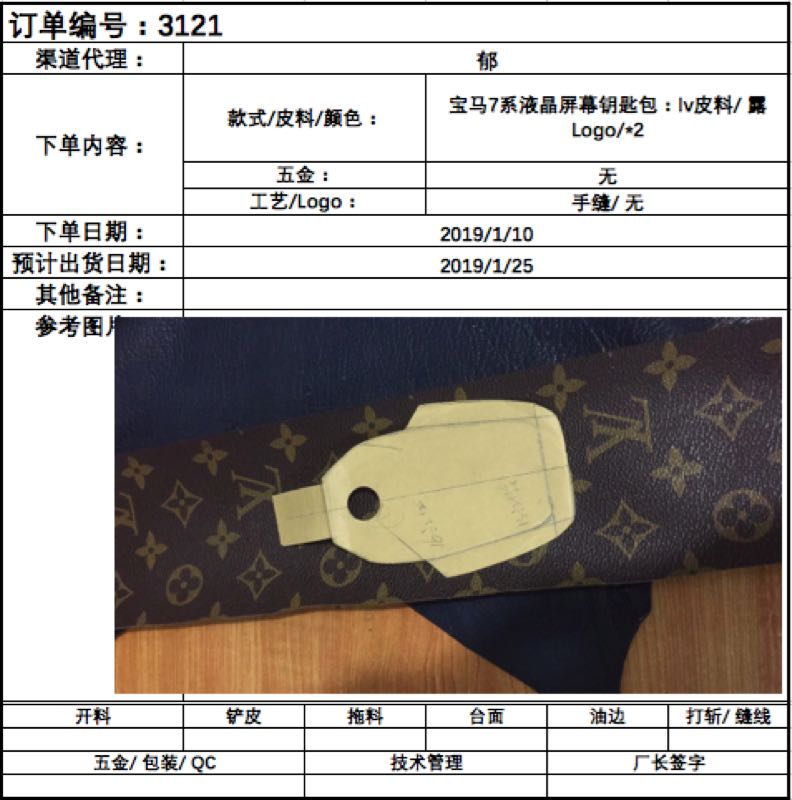 订单编号：3121
渠道代理：
郁
下单内容：
款式/皮料/颜色：
宝马7系液晶屏幕钥匙包：lv皮料/ 露
Logo/*2
五金：
无
工艺/Logo：
手缝/ 无
下单日期：
2019/1/10
预计出货日期：
2019/1/25
其他备注：
参考图片
开料
铲皮
拖料
台面
油边
打斩/ 缝线
五金/ 包装/ QC
技术管理
厂长签字